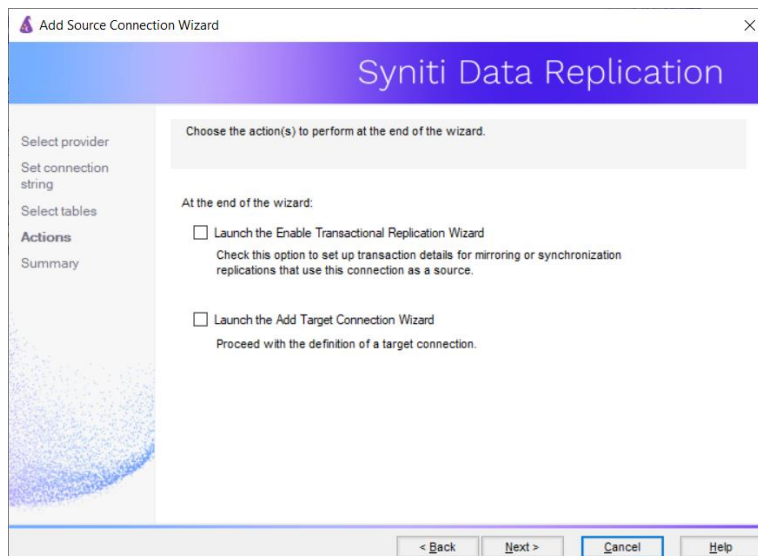 Add Source Connection Wizard
Syniti Data Replication
Select provider
Set connection
string
Select tables
Actions
Summary
Choose the action(s) to perform at the end of the wizard.
At the end of the wizard:
Launch the Enable Transactional Replication Wizard
Check this option to set up transaction details for mirroring or synchronization
replications that use this connection as a source.
Launch the Add Target Connection Wizard
Proceed with the definition of a target connection.
< Back
Next >
Cancel
Help